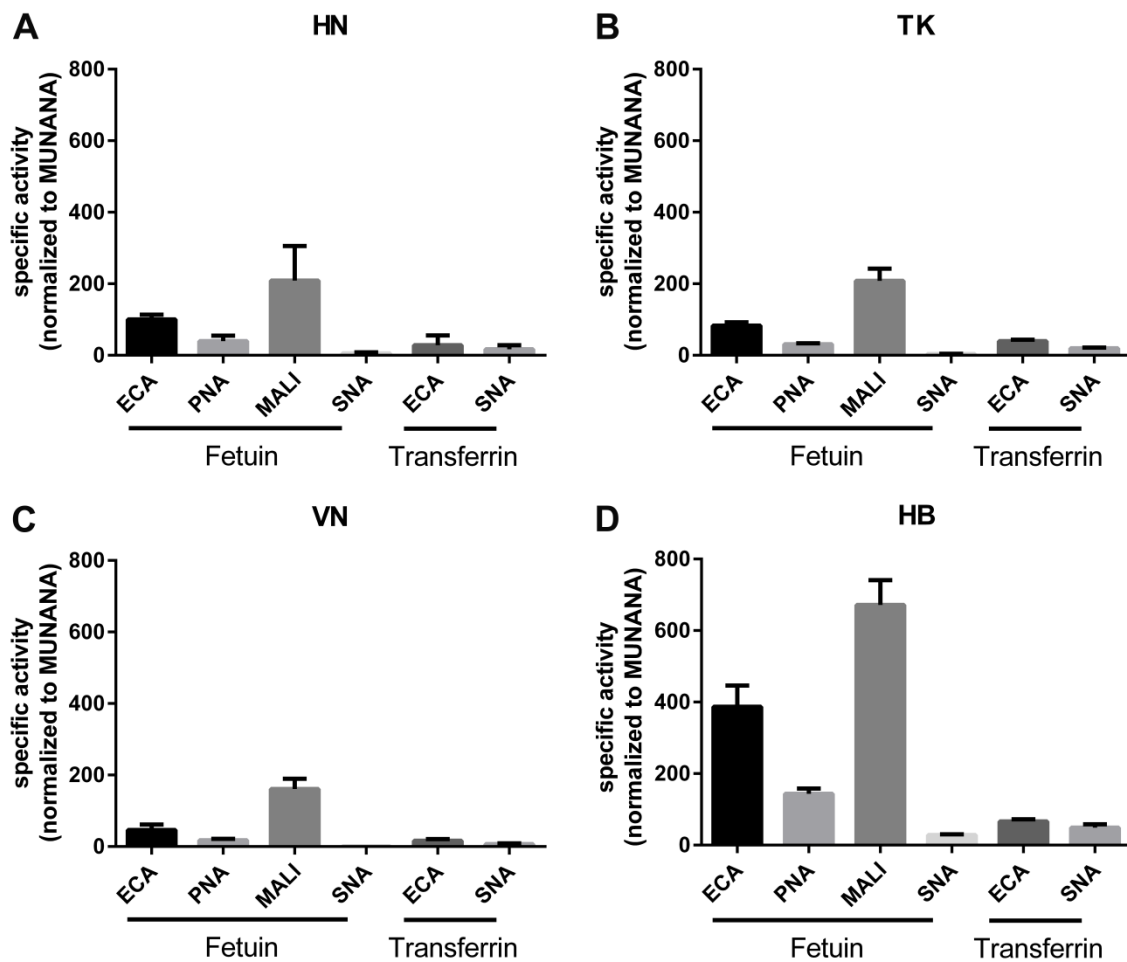 A
HN
specific activity
(normalized to MUNANA)
800
600
400
200
0
ECA
PNA
MALI
SNA
ECA
SNA
Fetuin
Transferrin
B
TK
specific activity
(normalized to MUNANA)
800
600
400
200
0
ECA
PNA
MALI
SNA
ECA
SNA
Fetuin
Transferrin
C
VN
specific activity
(normalized to MUNANA)
800
600
400
200
0
ECA
PNA
MALI
SNA
ECA
SNA
Fetuin
Transferrin
D
HB
specific activity
(normalized to MUNANA)
800
600
400
200
0
ECA
PNA
MALI
SNA
ECA
SNA
Fetuin
Transferrin